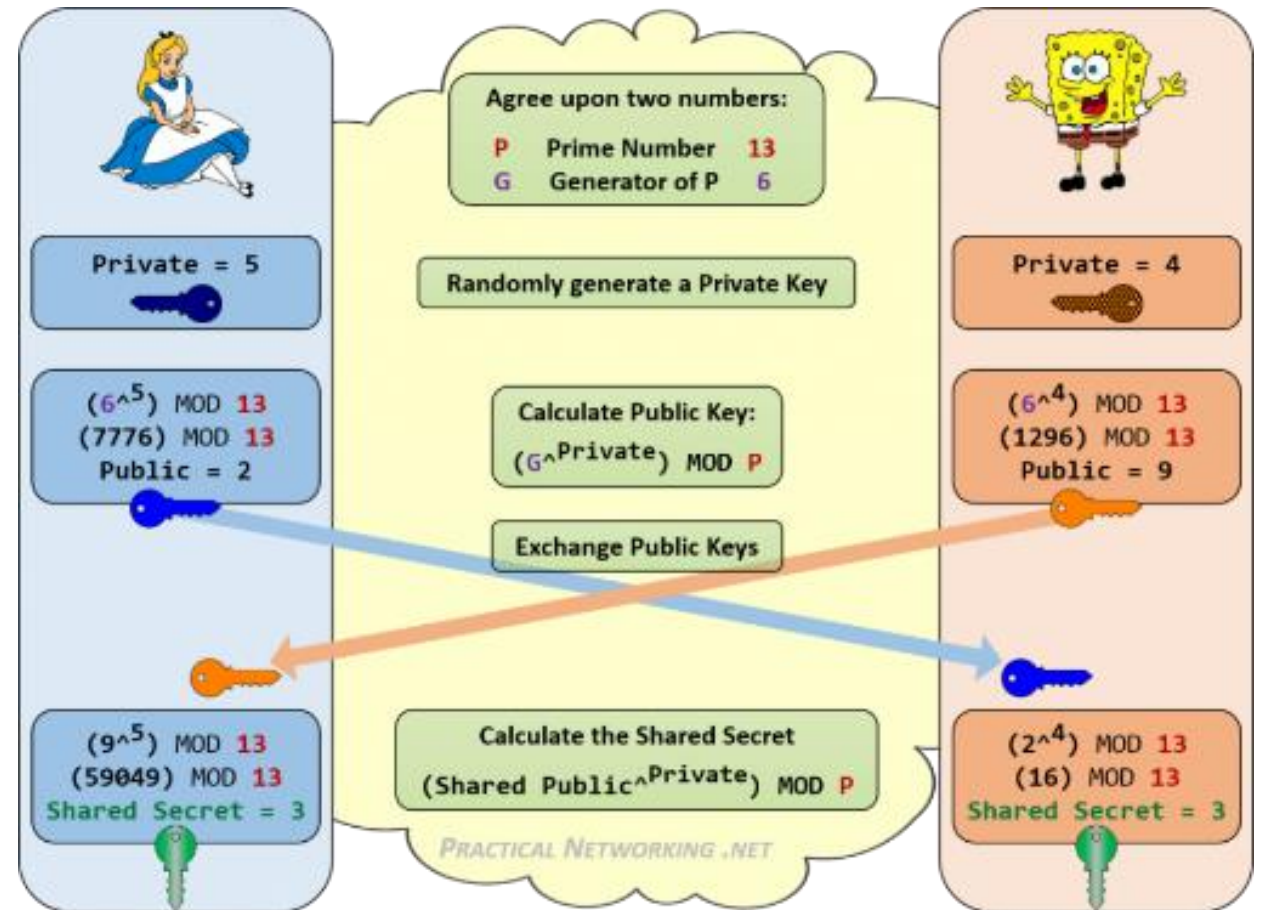 Agree upon two numbers:
P Prime Number 13
G Generator of P 6
Private = 5
Randomly generate a Private Key
Private = 4
(6^5) MOD 13
(7776) MOD 13
Public = 2
Calculate Public Key:
(G^Private) MOD P
(6^4) MOD 13
(1296) MOD 13
Public = 9
Exchange Public Keys
(9^5) MOD 13
(59049) MOD 13
Shared Secret = 3
Calculate the Shared Secret
(Shared Public^Private) MOD P
(2^4) MOD 13
(16) MOD 13
Shared Secret = 3
PRACTICAL NETWORKING .NET